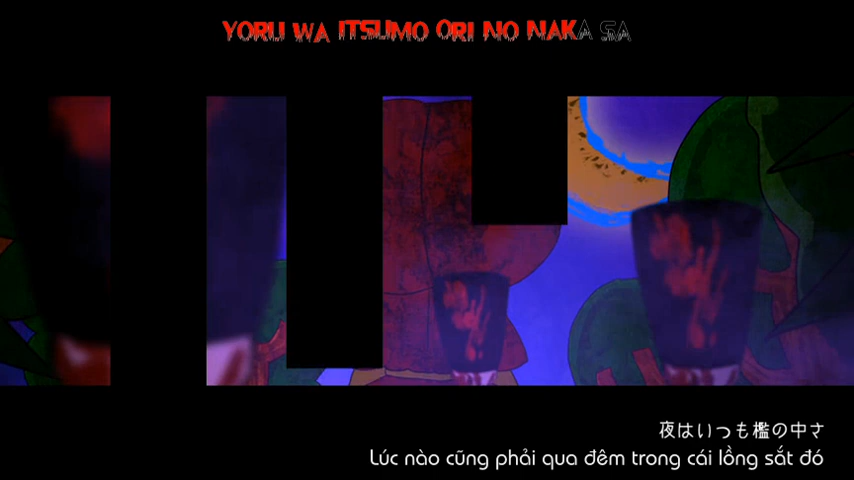 YORU WA ITSUMO ORI NO NAKA SA
夜はいつも檻の中さ
Lúc nào cũng phải qua đêm trong cái lồng sắt đó